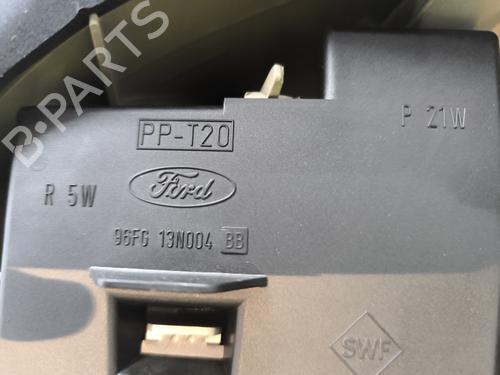 B-PARTS
PP-T20
P 21W
R 5W
Ford
96FG 13N004 BB
SWF